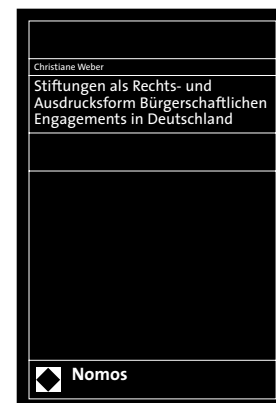 Christiane Weber
Stiftungen als Rechts- und
Ausdrucksform Bürgerschaftlichen
Engagements in Deutschland
Nomos